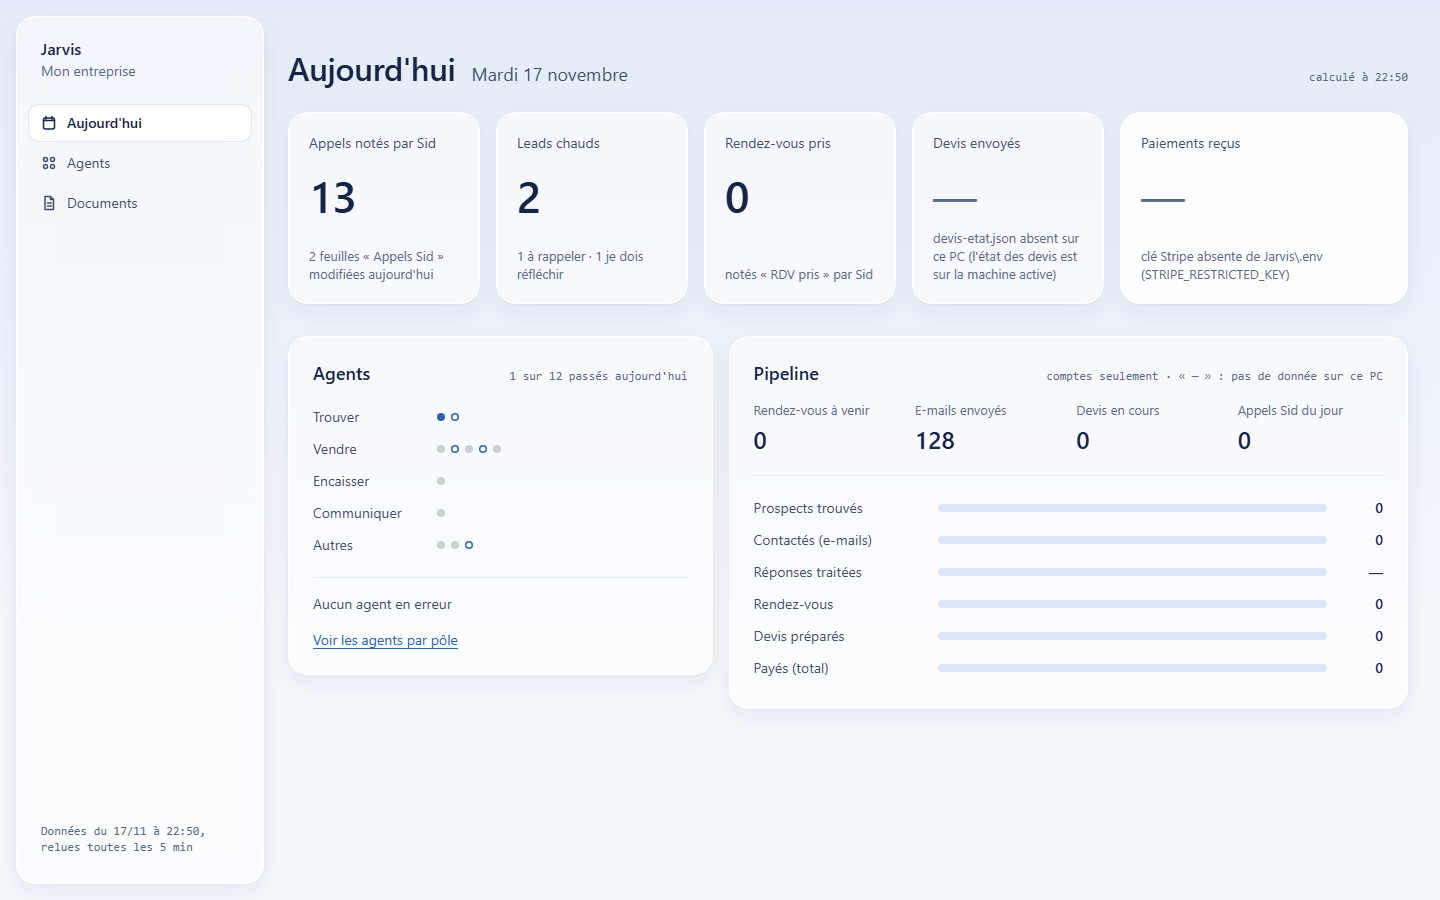 Jarvis
Mon entreprise
Aujourd'hui
Agents
Documents
Données du 17/11 à 22:50,
relues toutes les 5 min
Aujourd'hui Mardi 17 novembre
calculé à 22:50
Appels notés par Sid
13
2 feuilles « Appels Sid »
modifiées aujourd'hui
Leads chauds
2
1 à rappeler · 1 je dois
réfléchir
Rendez-vous pris
0
notés « RDV pris » par Sid
Devis envoyés
—
devis-etat.json absent sur
ce PC (l'état des devis est
sur la machine active)
Paiements reçus
—
clé Stripe absente de Jarvis\.env
(STRIPE_RESTRICTED_KEY)
Agents
1 sur 12 passés aujourd'hui
Trouver
Vendre
Encaisser
Communiquer
Autres
Aucun agent en erreur
Voir les agents par pôle
Pipeline
comptes seulement · « — » : pas de donnée sur ce PC
Rendez-vous à venir
0
E-mails envoyés
128
Devis en cours
0
Appels Sid du jour
0
Prospects trouvés 0
Contactés (e-mails) 0
Réponses traitées —
Rendez-vous 0
Devis préparés 0
Payés (total) 0